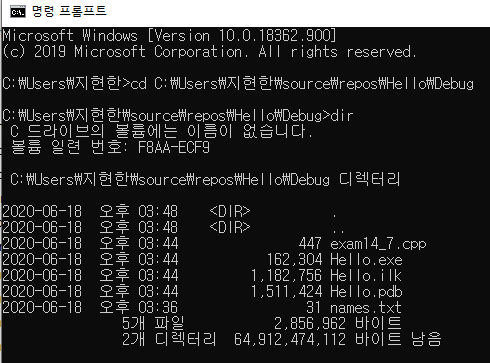 명령 프롬프트
Microsoft Windows [Version 10.0.18362.900]
(c) 2019 Microsoft Corporation. All rights reserved.
C:₩Users₩지현한>cd C:₩Users₩지현한₩source₩repos₩Hello₩Debug
C:₩Users₩지현한₩source₩repos₩Hello₩Debug>dir
C 드라이브의 볼륨에는 이름이 없습니다.
볼륨 일련 번호: F8AA-ECF9
C:₩Users₩지현한₩source₩repos₩Hello₩Debug 디렉터리
2020-06-18 오후 03:48 <DIR> .
2020-06-18 오후 03:48 <DIR> ..
2020-06-18 오후 03:44 447 exam14_7.cpp
2020-06-18 오후 03:44 162,304 Hello.exe
2020-06-18 오후 03:44 1,182,756 Hello.ilk
2020-06-18 오후 03:44 1,511,424 Hello.pdb
2020-06-18 오후 03:36 31 names.txt
5개 파일 2,856,962 바이트
2개 디렉터리 64,912,474,112 바이트 남음